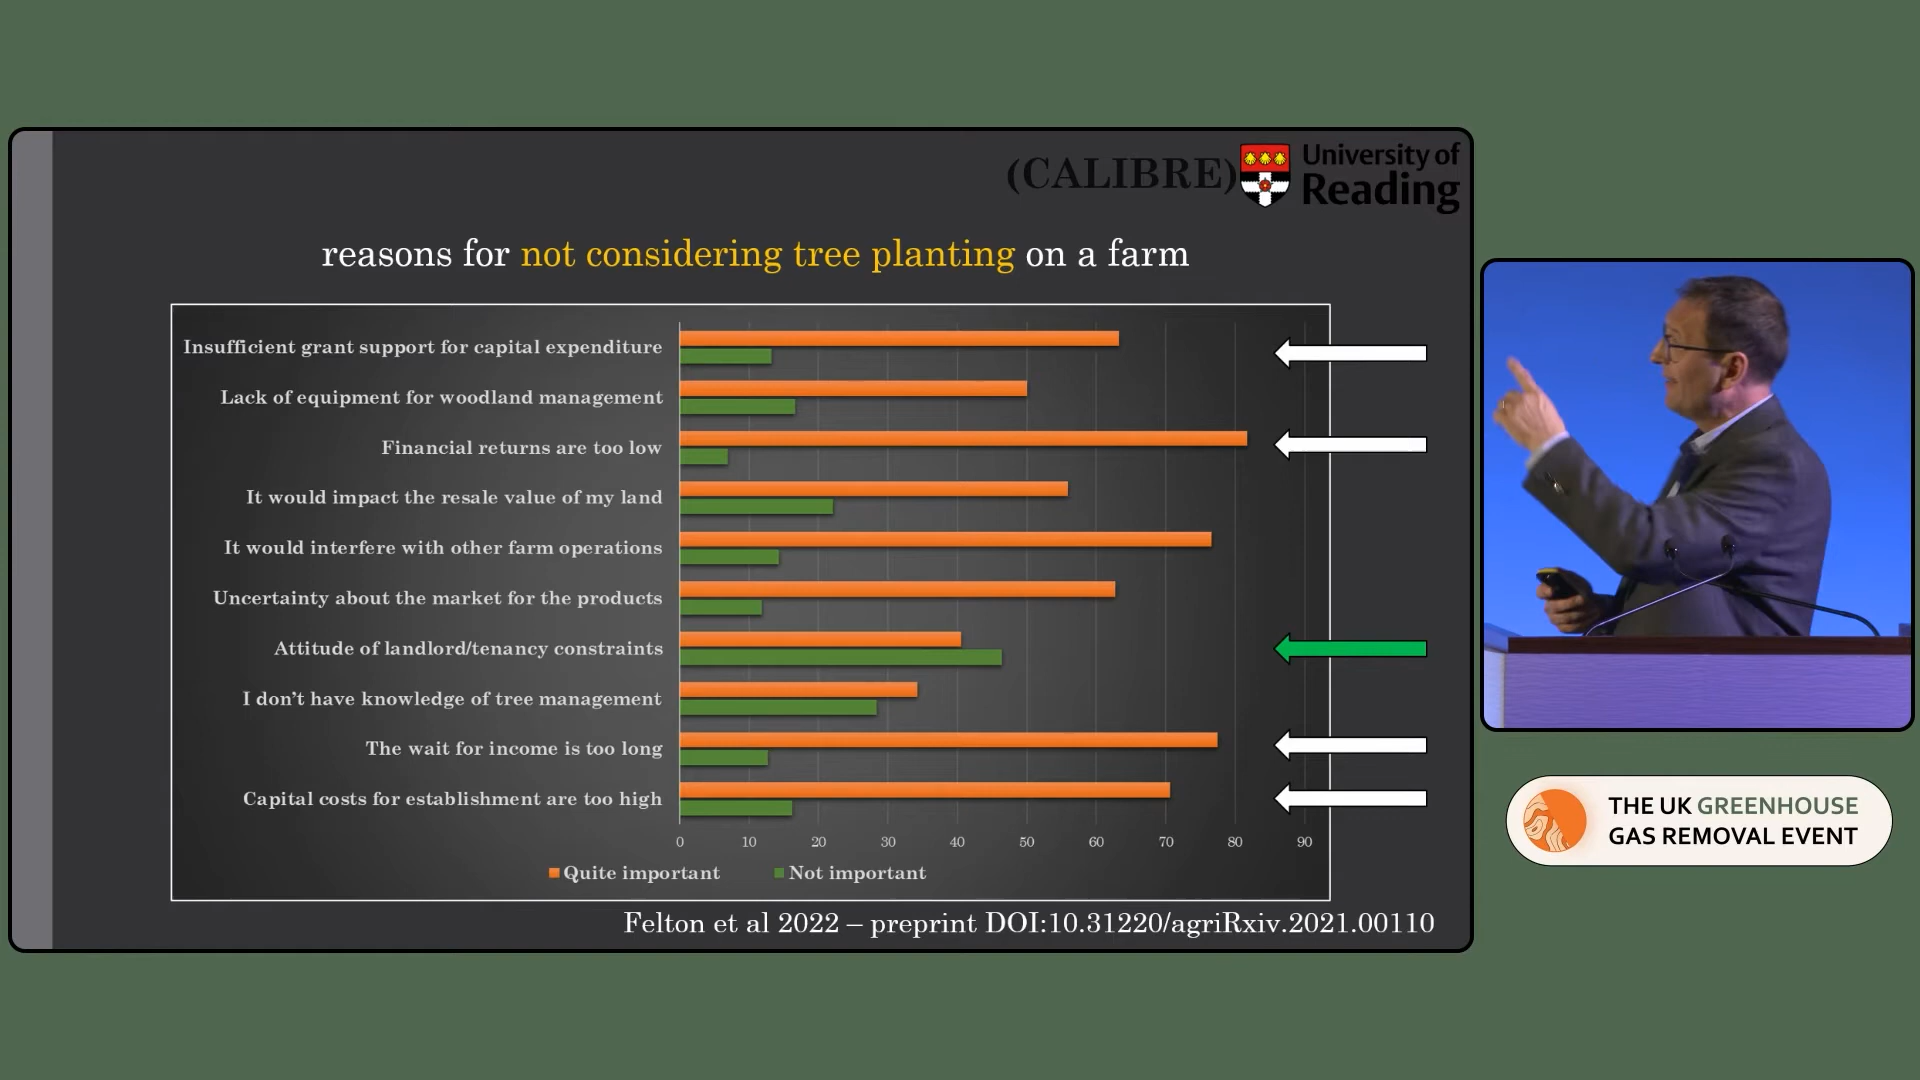 (CALIBRE)
University of
Reading
reasons for not considering tree planting on a farm
Insufficient grant support for capital expenditure
Lack of equipment for woodland management
Financial returns are too low
It would impact the resale value of my land
It would interfere with other farm operations
Uncertainty about the market for the products
Attitude of landlord/tenancy constraints
I don’t have knowledge of tree management
The wait for income is too long
Capital costs for establishment are too high
0 10 20 30 40 50 60 70 80 90
Quite important Not important
Felton et al 2022 – preprint DOI:10.31220/agriRxiv.2021.00110
THE UK GREENHOUSE
GAS REMOVAL EVENT